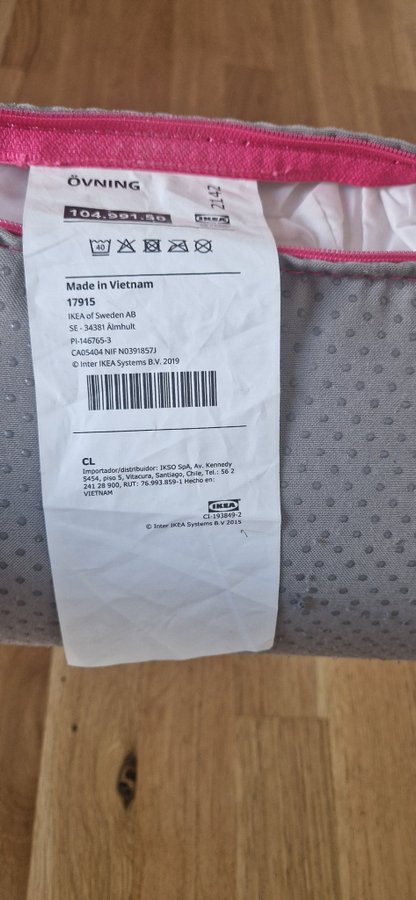 ÖVNING
104.991.50
IKEA
2142
40
Made in Vietnam
17915
IKEA of Sweden AB
SE - 34381 Älmhult
PI-146765-3
CA05404 NIF N0391857J
© Inter IKEA Systems B.V. 2019
CL
Importador/distribuidor: IKSO SpA, Av. Kennedy
5454, piso 5, Vitacura, Santiago, Chile, Tel.: 56 2
241 28 900, RUT: 76.993.859-1 Hecho en:
VIETNAM
IKEA
CI-193849-2
© Inter IKEA Systems B.V 2015